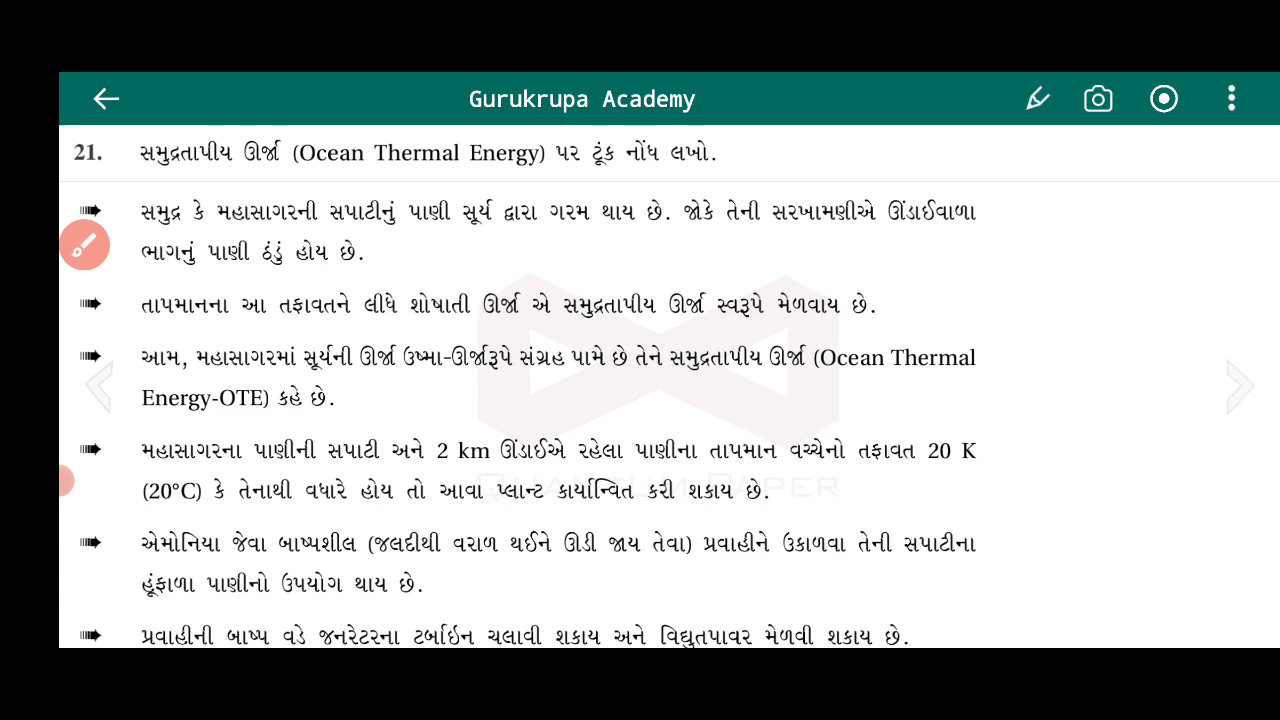 Gurukrupa Academy
21. સમુદ્રતાપીય ઊર્જા (Ocean Thermal Energy) પર ટૂંક નોંધ લખો.
➠ સમુદ્ર કે મહાસાગરની સપાટીનું પાણી સૂર્ય દ્વારા ગરમ થાય છે. જોકે તેની સરખામણીએ ઊંડાઈવાળા
ભાગનું પાણી ઠંડું હોય છે.
➠ તાપમાનના આ તફાવતને લીધે શોષાતી ઊર્જા એ સમુદ્રતાપીય ઊર્જા સ્વરૂપે મેળવાય છે.
➠ આમ, મહાસાગરમાં સૂર્યની ઊર્જા ઉષ્મા-ઊર્જારૂપે સંગ્રહ પામે છે તેને સમુદ્રતાપીય ઊર્જા (Ocean Thermal
Energy-OTE) કહે છે.
➠ મહાસાગરના પાણીની સપાટી અને 2 km ઊંડાઈએ રહેલા પાણીના તાપમાન વચ્ચેનો તફાવત 20 K
(20°C) કે તેનાથી વધારે હોય તો આવા પ્લાન્ટ કાર્યાન્વિત કરી શકાય છે.
QUANTUM PAPER
➠ એમોનિયા જેવા બાષ્પશીલ (જલદીથી વરાળ થઈને ઊડી જાય તેવા) પ્રવાહીને ઉકાળવા તેની સપાટીના
હૂંફાળા પાણીનો ઉપયોગ થાય છે.
➠ પ્રવાહીની બાષ્પ વડે જનરેટરના ટર્બાઇન ચલાવી શકાય અને વિદ્યુતપાવર મેળવી શકાય છે.